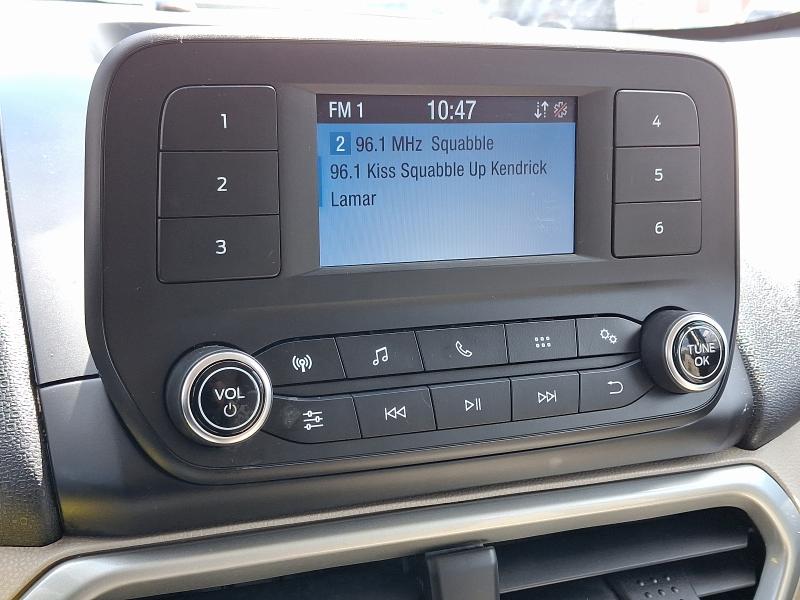 FM 1 10:47
2 96.1 MHz Squabble
96.1 Kiss Squabble Up Kendrick
Lamar
1
2
3
4
5
6
VOL
TUNE
OK